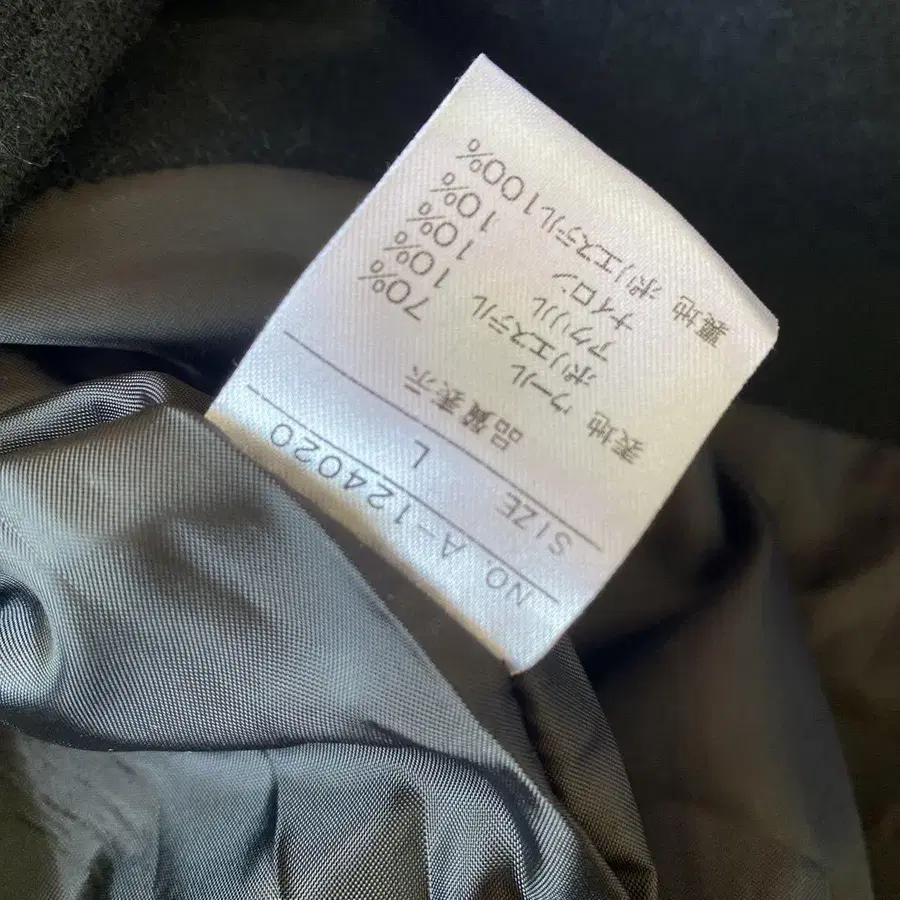 NO. A-124020
SIZE L
品質表示
表地 ウール 70%
ポリエステル 10%
アクリル 10%
ナイロン 10%
裏地 ポリエステル100%